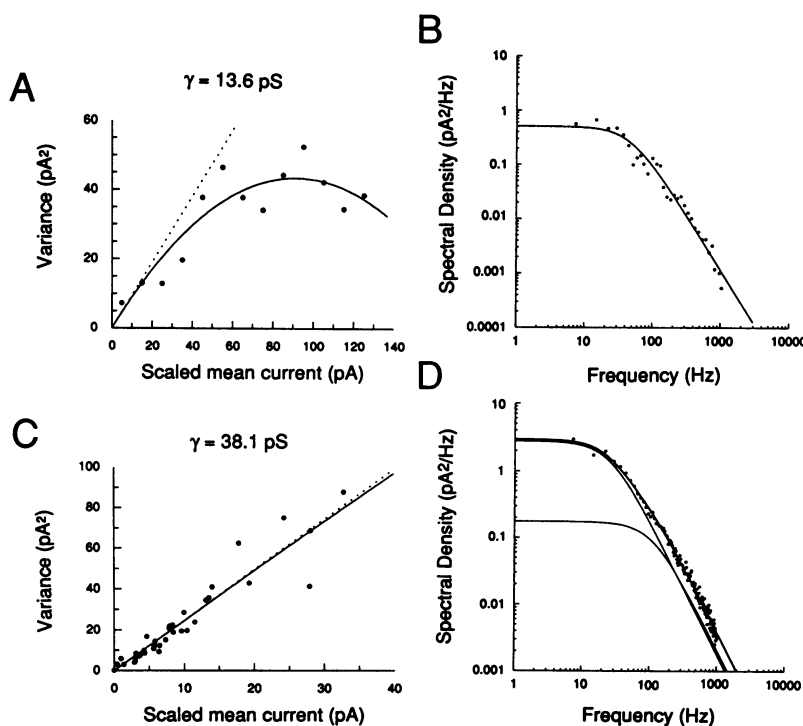 A
γ = 13.6 pS
Variance (pA²)
60
40
20
0
0 20 40 60 80 100 120 140
Scaled mean current (pA)
B
Spectral Density (pA²/Hz)
10
1
0.1
0.01
0.001
0.0001
1 10 100 1000 10000
Frequency (Hz)
C
γ = 38.1 pS
Variance (pA²)
100
80
60
40
20
0
0 10 20 30 40
Scaled mean current (pA)
D
Spectral Density (pA²/Hz)
10
1
0.1
0.01
0.001
1 10 100 1000 10000
Frequency (Hz)